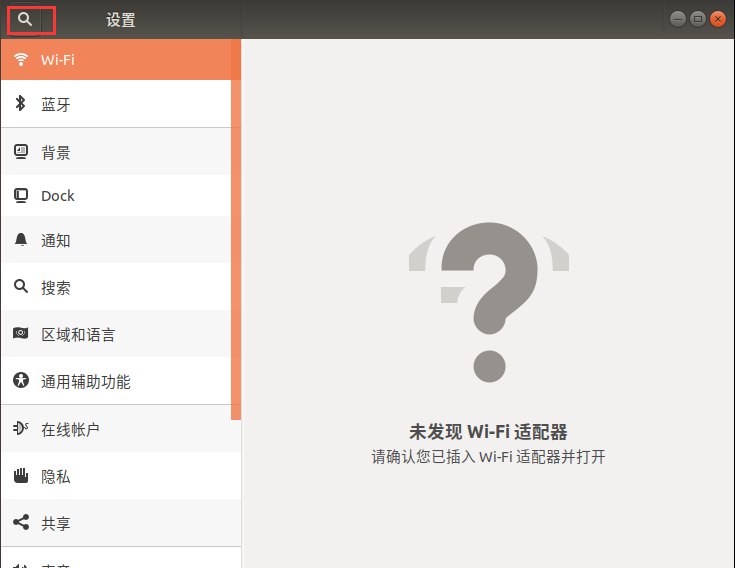 设置
Wi-Fi
蓝牙
背景
Dock
通知
搜索
区域和语言
通用辅助功能
在线帐户
隐私
共享
声音
未发现 Wi-Fi 适配器
请确认您已插入 Wi-Fi 适配器并打开